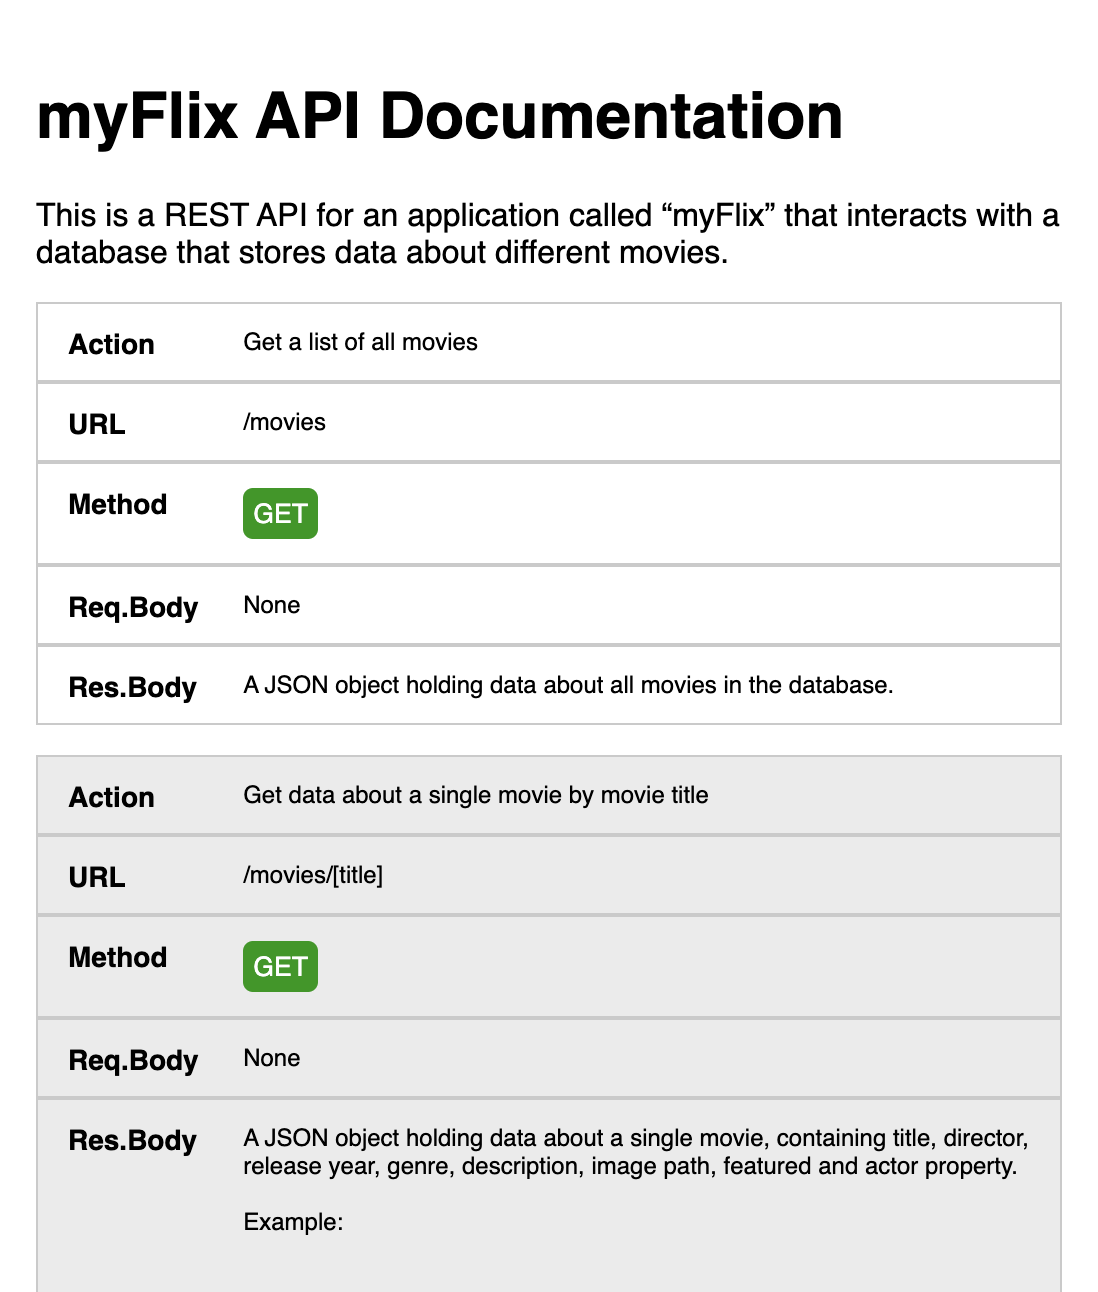 myFlix API Documentation
This is a REST API for an application called “myFlix” that interacts with a
database that stores data about different movies.
Action Get a list of all movies
URL /movies
Method GET
Req.Body None
Res.Body A JSON object holding data about all movies in the database.
Action Get data about a single movie by movie title
URL /movies/[title]
Method GET
Req.Body None
Res.Body A JSON object holding data about a single movie, containing title, director,
release year, genre, description, image path, featured and actor property.
Example: